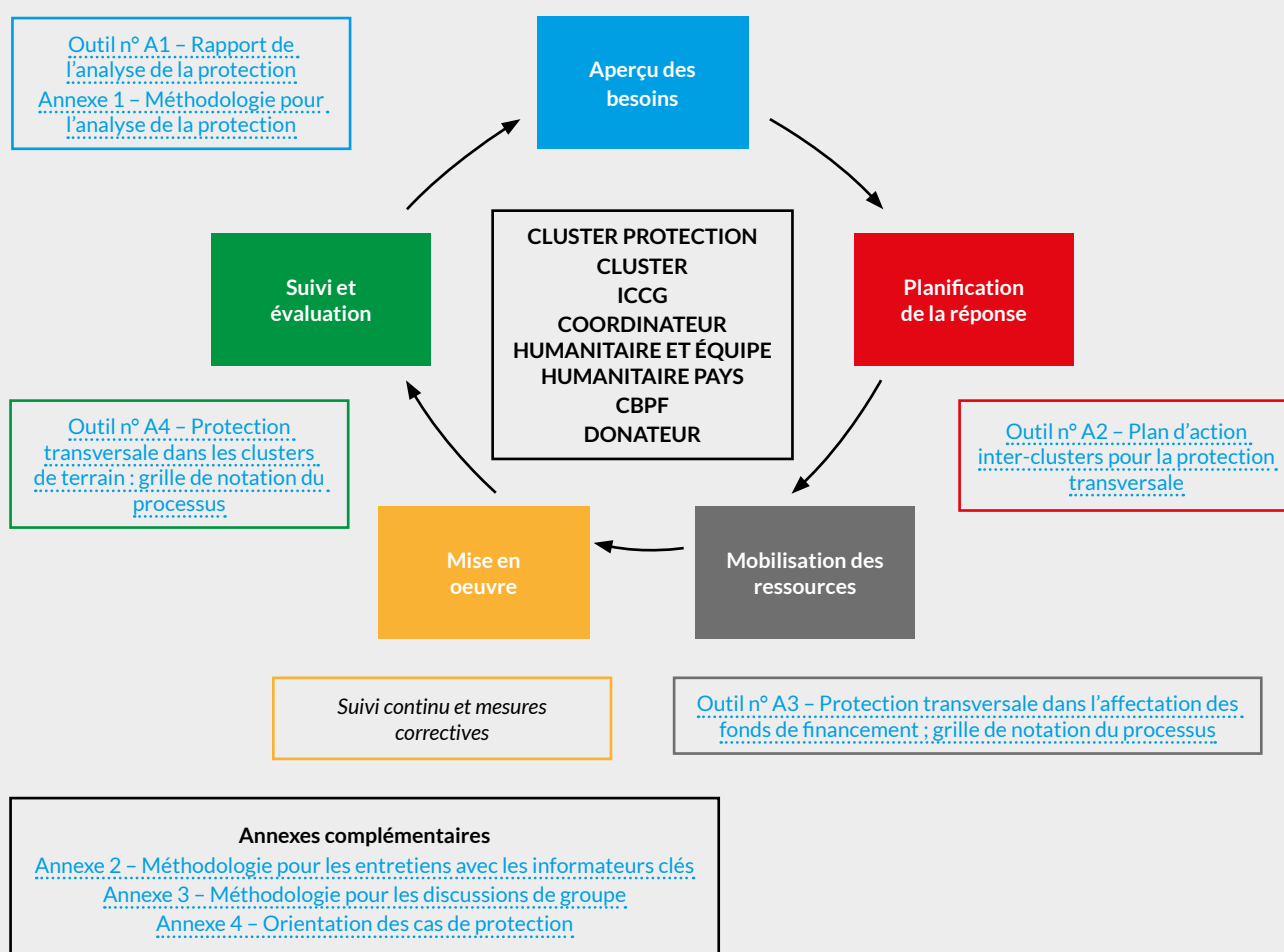 Outil n° A1 – Rapport de
l’analyse de la protection
Annexe 1 – Méthodologie pour
l’analyse de la protection
Aperçu des
besoins
CLUSTER PROTECTION
CLUSTER
ICCG
COORDINATEUR
HUMANITAIRE ET ÉQUIPE
HUMANITAIRE PAYS
CBPF
DONATEUR
Suivi et
évaluation
Planification
de la réponse
Outil n° A4 – Protection
transversale dans les clusters
de terrain : grille de notation du
processus
Outil n° A2 – Plan d’action
inter-clusters pour la protection
transversale
Mise en
oeuvre
Mobilisation des
ressources
Suivi continu et mesures
correctives
Outil n° A3 – Protection transversale dans l’affectation des
fonds de financement ; grille de notation du processus
Annexes complémentaires
Annexe 2 – Méthodologie pour les entretiens avec les informateurs clés
Annexe 3 – Méthodologie pour les discussions de groupe
Annexe 4 – Orientation des cas de protection